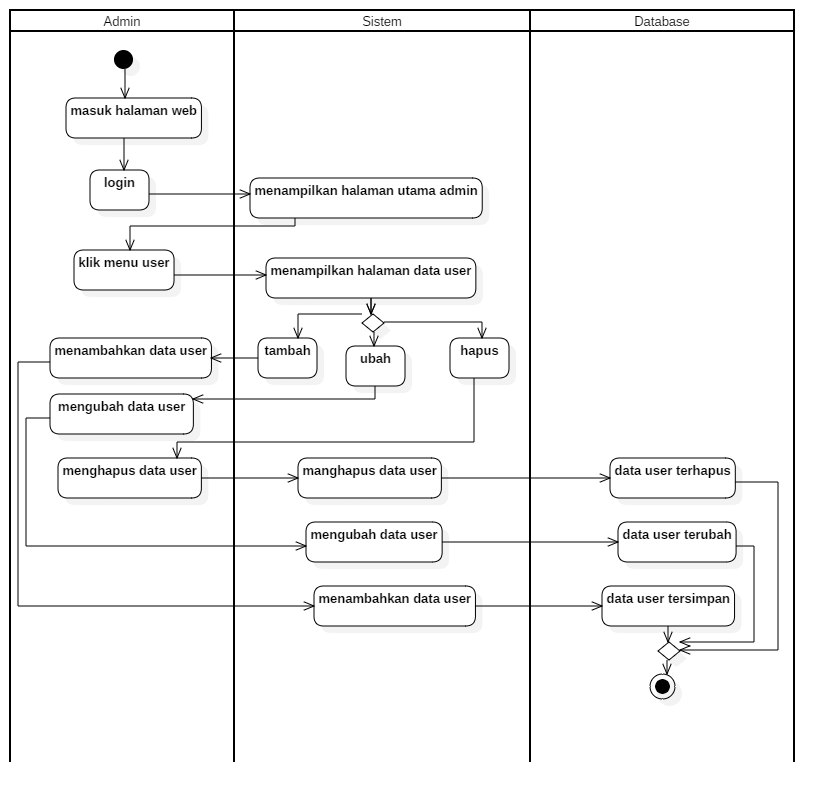 Admin
Sistem
Database
masuk halaman web
login
menampilkan halaman utama admin
klik menu user
menampilkan halaman data user
menambahkan data user
tambah
ubah
hapus
mengubah data user
menghapus data user
manghapus data user
data user terhapus
mengubah data user
data user terubah
menambahkan data user
data user tersimpan